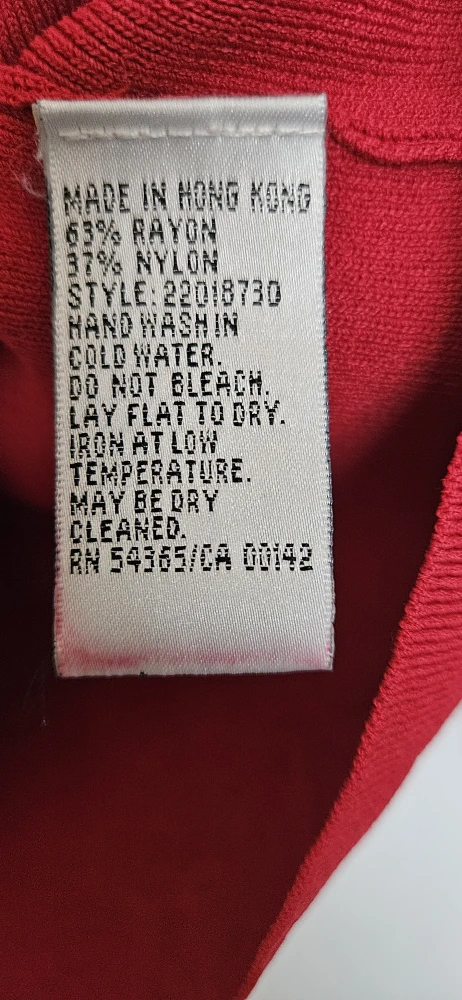 MADE IN HONG KONG
63% RAYON
37% NYLON
STYLE: 22018730
HAND WASH IN
COLD WATER.
DO NOT BLEACH.
LAY FLAT TO DRY.
IRON AT LOW
TEMPERATURE.
MAY BE DRY
CLEANED.
RN 54365/CA 00142